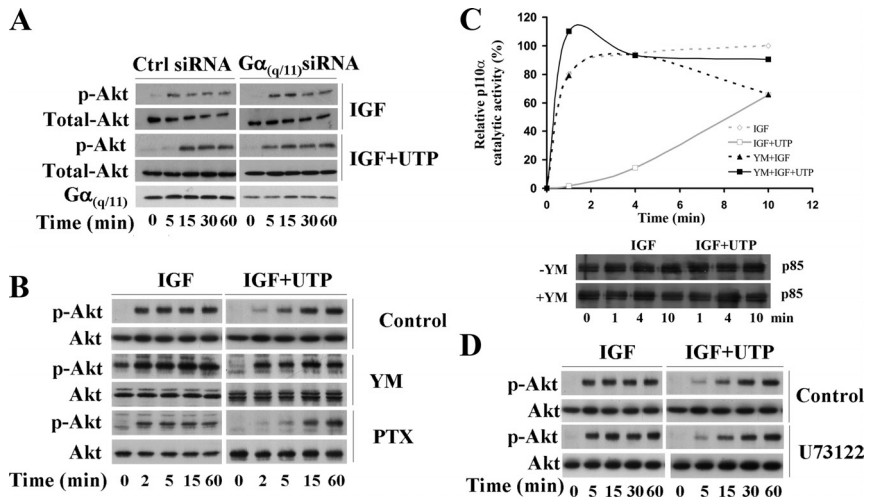 A
Ctrl siRNA Gα(q/11)siRNA
p-Akt
Total-Akt
IGF
p-Akt
Total-Akt
IGF+UTP
Gα(q/11)
Time (min) 0 5 15 30 60 0 5 15 30 60
B
IGF IGF+UTP
p-Akt
Akt
Control
p-Akt
Akt
YM
p-Akt
Akt
PTX
Time (min) 0 2 5 15 60 0 2 5 15 60
C
Relative p110α
catalytic activity (%)
120
100
80
60
40
20
0
0 2 4 6 8 10 12
Time (min)
IGF
IGF+UTP
YM+IGF
YM+IGF+UTP
IGF IGF+UTP
-YM p85
+YM p85
0 1 4 10 1 4 10 min
D
IGF IGF+UTP
p-Akt
Akt
Control
p-Akt
Akt
U73122
Time (min) 0 5 15 30 60 0 5 15 30 60